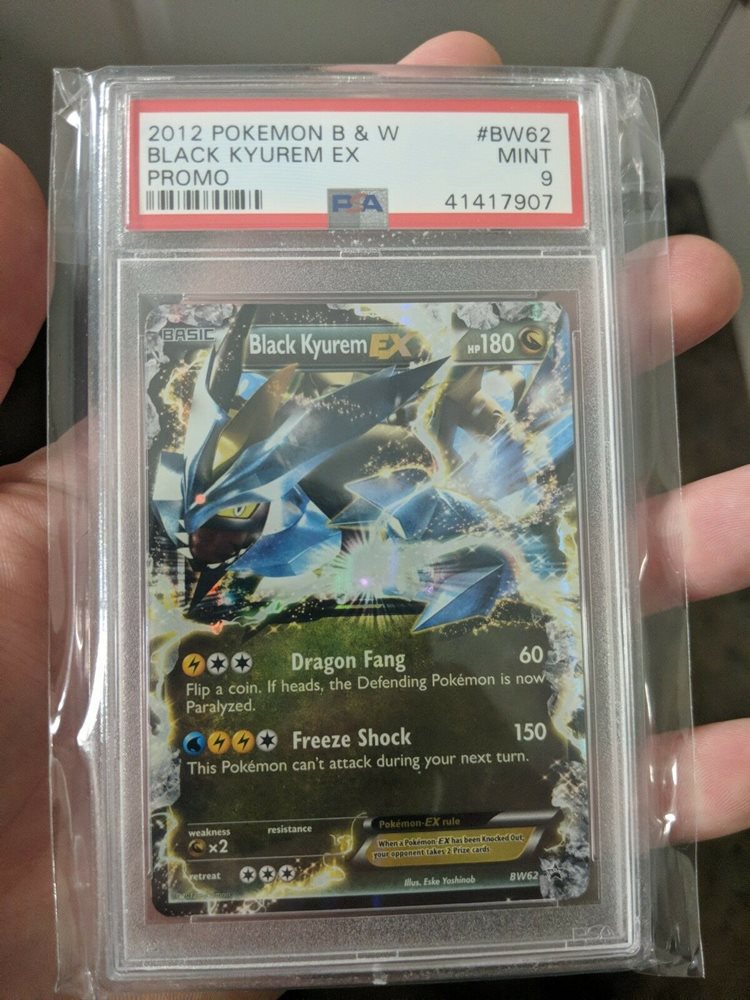 2012 POKEMON B & W #BW62
BLACK KYUREM EX MINT
PROMO 9
PSA 41417907
BASIC Black Kyurem EX HP180
Dragon Fang 60
Flip a coin. If heads, the Defending Pokémon is now
Paralyzed.
Freeze Shock 150
This Pokémon can't attack during your next turn.
weakness resistance
×2
retreat
Pokémon-EX rule
When a Pokémon-EX has been Knocked Out,
your opponent takes 2 Prize cards.
Illus. Eske Yoshinob BW62
PSA